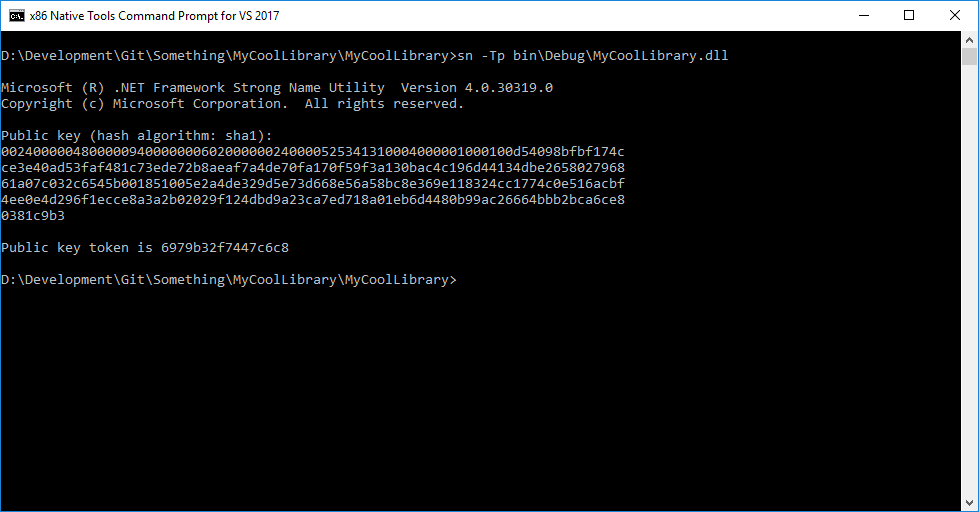 x86 Native Tools Command Prompt for VS 2017
D:\Development\Git\Something\MyCoolLibrary\MyCoolLibrary>sn -Tp bin\Debug\MyCoolLibrary.dll
Microsoft (R) .NET Framework Strong Name Utility  Version 4.0.30319.0
Copyright (c) Microsoft Corporation.  All rights reserved.
Public key (hash algorithm: sha1):
0024000004800000940000000602000000240000525341310004000001000100d54098bfbf174c
ce3e40ad53faf481c73ede72b8aeaf7a4de70fa170f59f3a130bac4c196d44134dbe2658027968
61a07c032c6545b001851005e2a4de329d5e73d668e56a58bc8e369e118324cc1774c0e516acbf
4ee0e4d296f1ecce8a3a2b02029f124dbd9a23ca7ed718a01eb6d4480b99ac26664bbb2bca6ce8
0381c9b3
Public key token is 6979b32f7447c6c8
D:\Development\Git\Something\MyCoolLibrary\MyCoolLibrary>